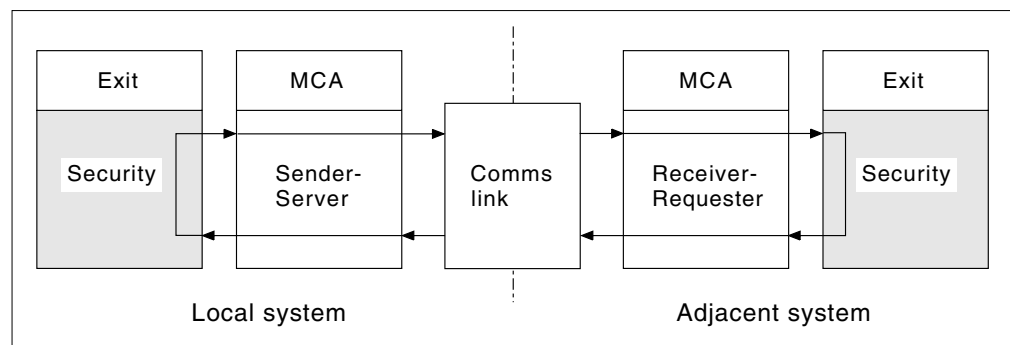 Exit
MCA
MCA
Exit
Security
Sender-
Server
Comms
link
Receiver-
Requester
Security
Local system
Adjacent system